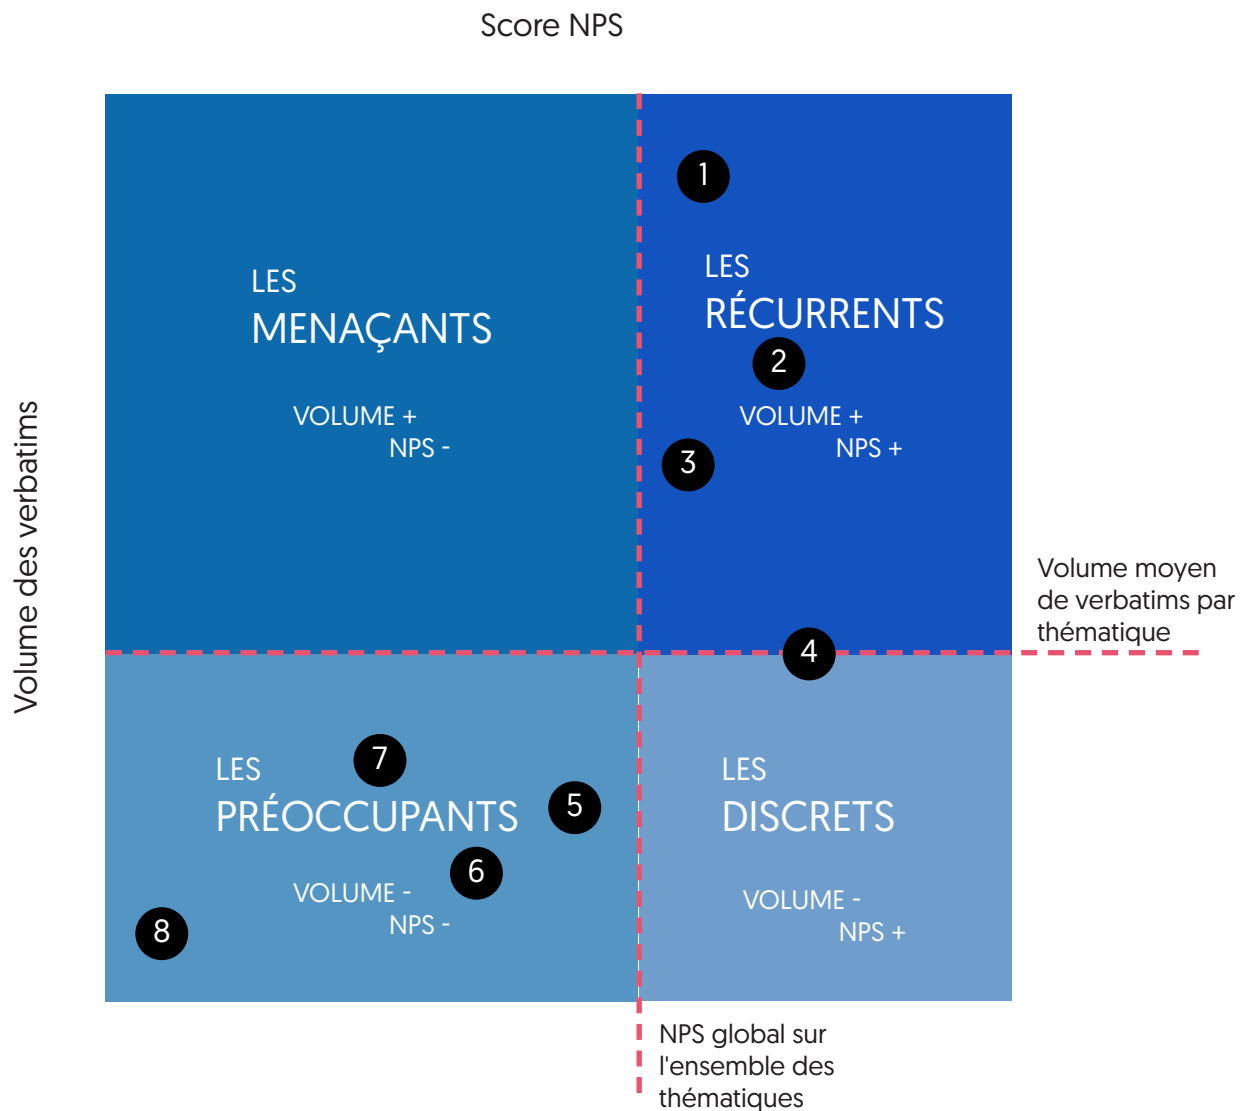 Score NPS
Volume des verbatims
LES
MENAÇANTS
VOLUME +
NPS -
1
LES
RÉCURRENTS
2
VOLUME +
NPS +
3
Volume moyen
de verbatims par
thématique
4
7
LES
PRÉOCCUPANTS
5
6
VOLUME -
NPS -
8
LES
DISCRETS
VOLUME -
NPS +
NPS global sur
l'ensemble des
thématiques